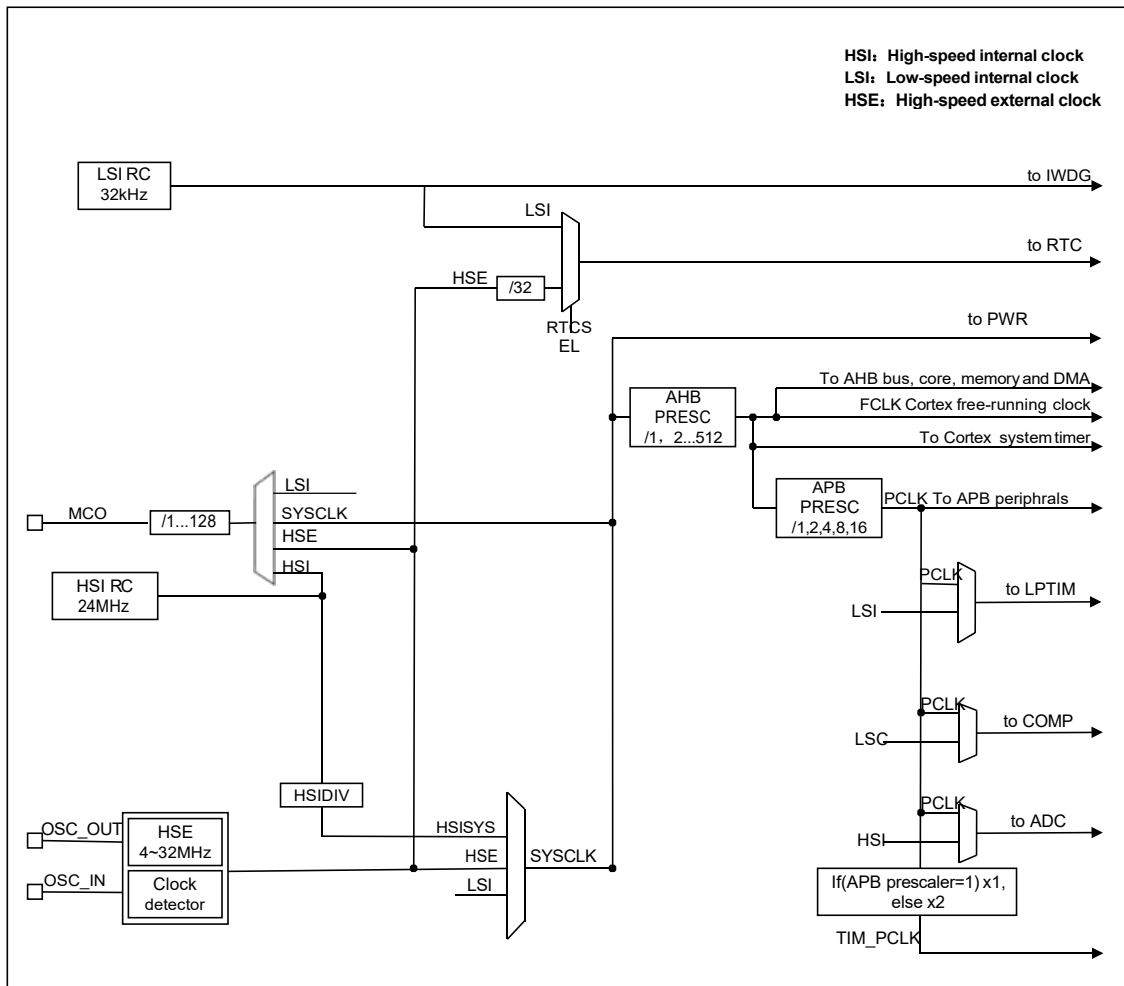 HSI：High-speed internal clock
LSI：Low-speed internal clock
HSE：High-speed external clock
LSI RC
32kHz
to IWDG
LSI
to RTC
HSE
/32
RTCS
EL
to PWR
To AHB bus, core, memory and DMA
AHB
PRESC
/1，2...512
FCLK Cortex free-running clock
To Cortex system timer
LSI
APB
PRESC
/1,2,4,8,16
PCLK To APB periphrals
MCO
/1...128
SYSCLK
HSE
HSI
HSI RC
24MHz
PCLK
to LPTIM
LSI
PCLK
to COMP
LSC
HSIDIV
PCLK
to ADC
HSI
OSC_OUT
HSE
4~32MHz
HSISYS
HSE
SYSCLK
LSI
OSC_IN
Clock
detector
If(APB prescaler=1) x1,
else x2
TIM_PCLK